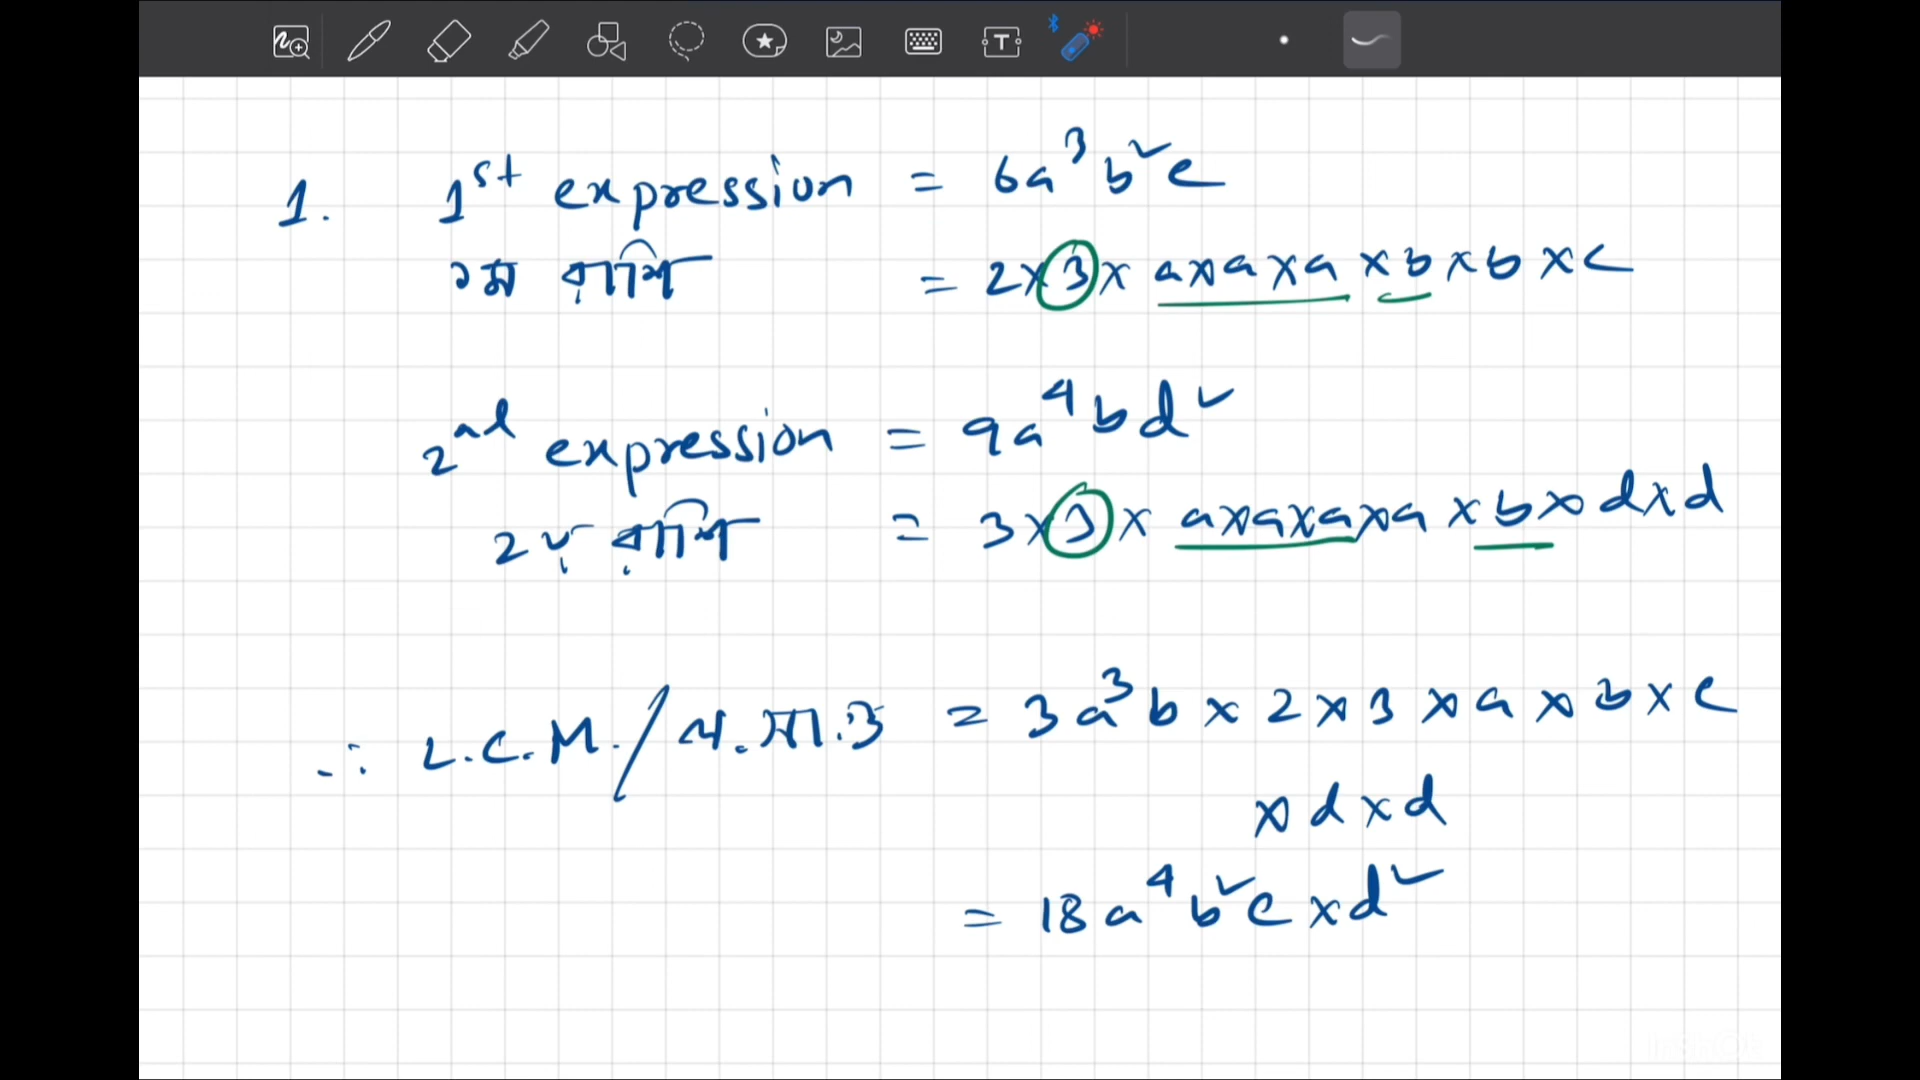 1. 1st expression = 6a³b²c
১ম রাশি = 2×3×a×a×a×b×b×c
2nd expression = 9a⁴bd²
২য় রাশি = 3×3×a×a×a×a×b×d×d
∴ L.C.M./ল.সা.গু = 3a³b×2×3×a×b×c
×d×d
= 18a⁴b²c×d²